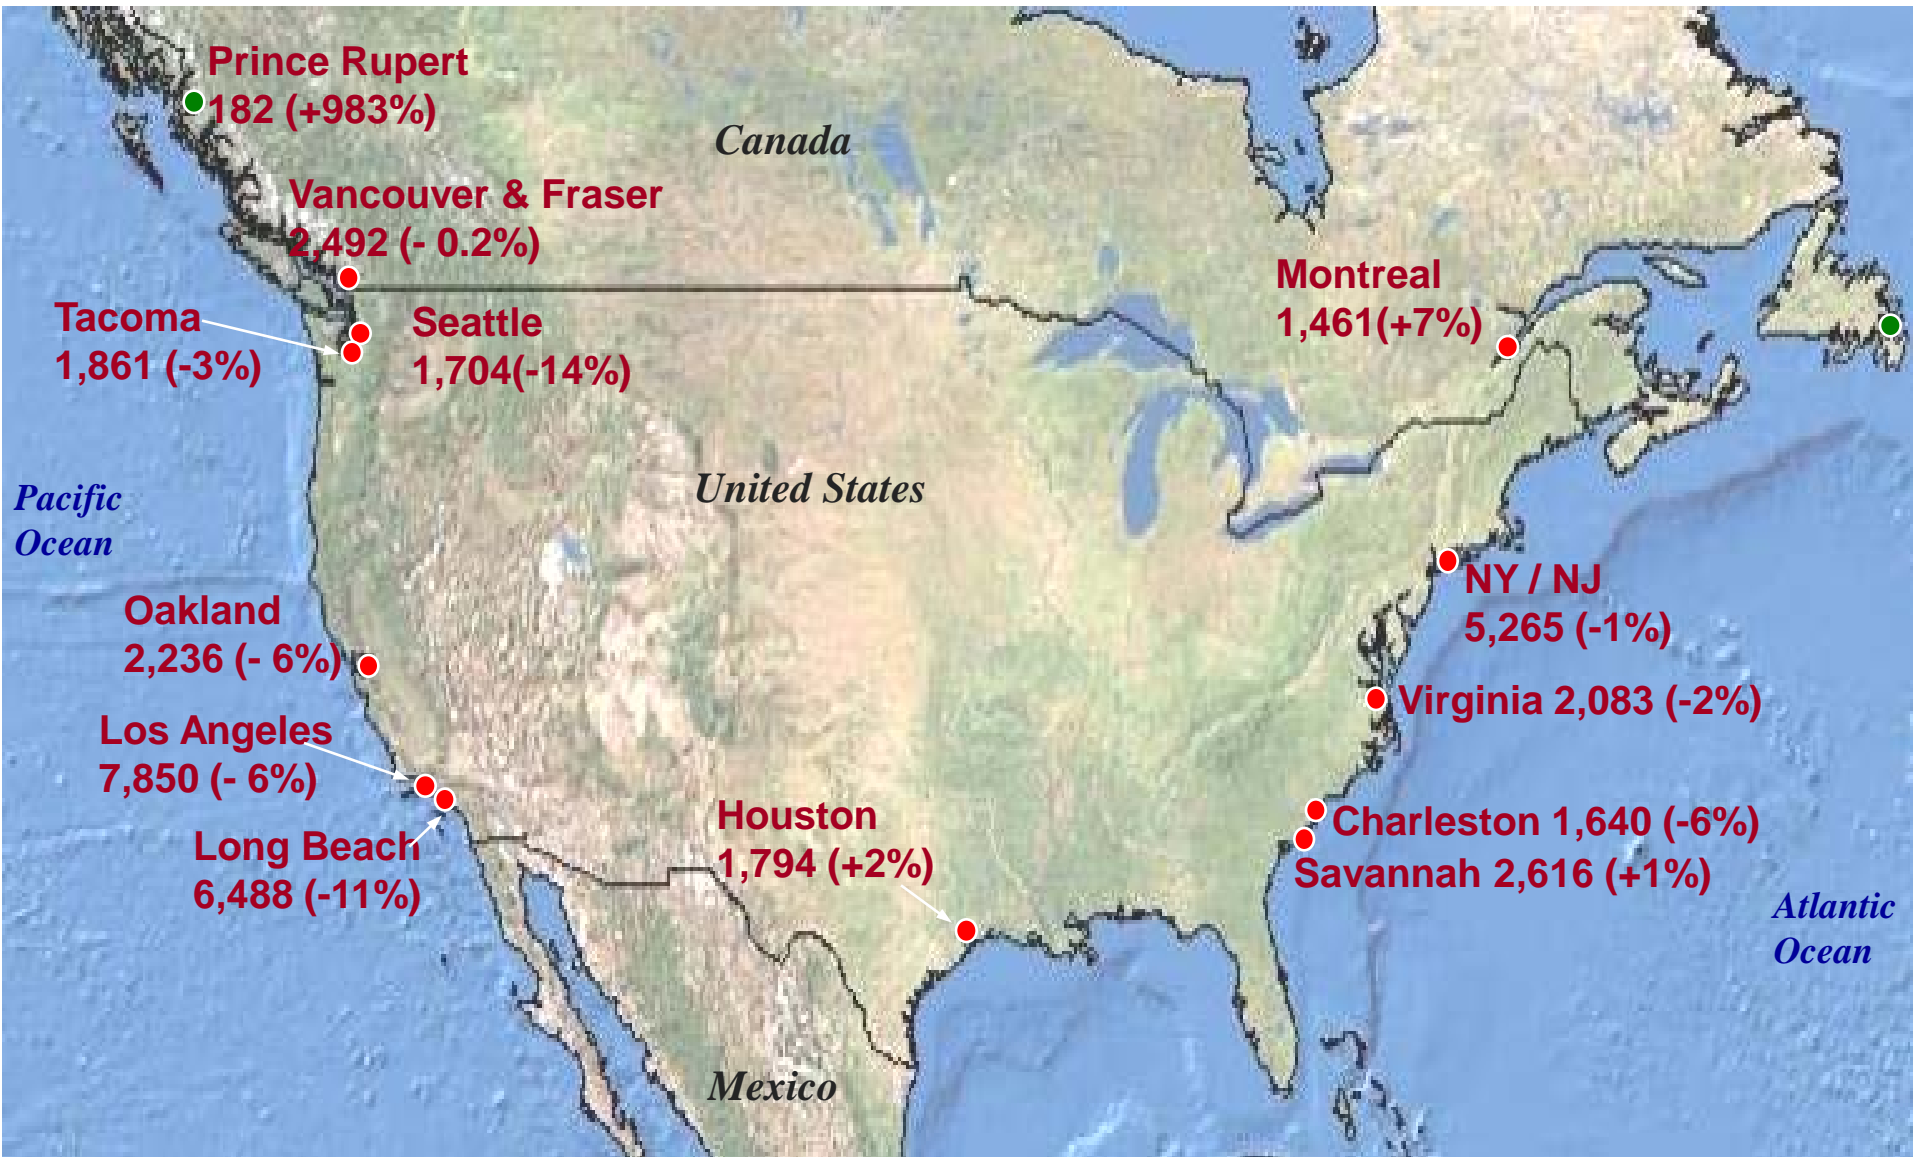 Prince Rupert
182 (+983%)
Canada
Vancouver & Fraser
2,492 (- 0.2%)
Montreal
1,461(+7%)
Tacoma
1,861 (-3%)
Seattle
1,704(-14%)
Pacific
Ocean
United States
NY / NJ
5,265 (-1%)
Oakland
2,236 (- 6%)
Virginia 2,083 (-2%)
Los Angeles
7,850 (- 6%)
Houston
1,794 (+2%)
Charleston 1,640 (-6%)
Savannah 2,616 (+1%)
Long Beach
6,488 (-11%)
Atlantic
Ocean
Mexico